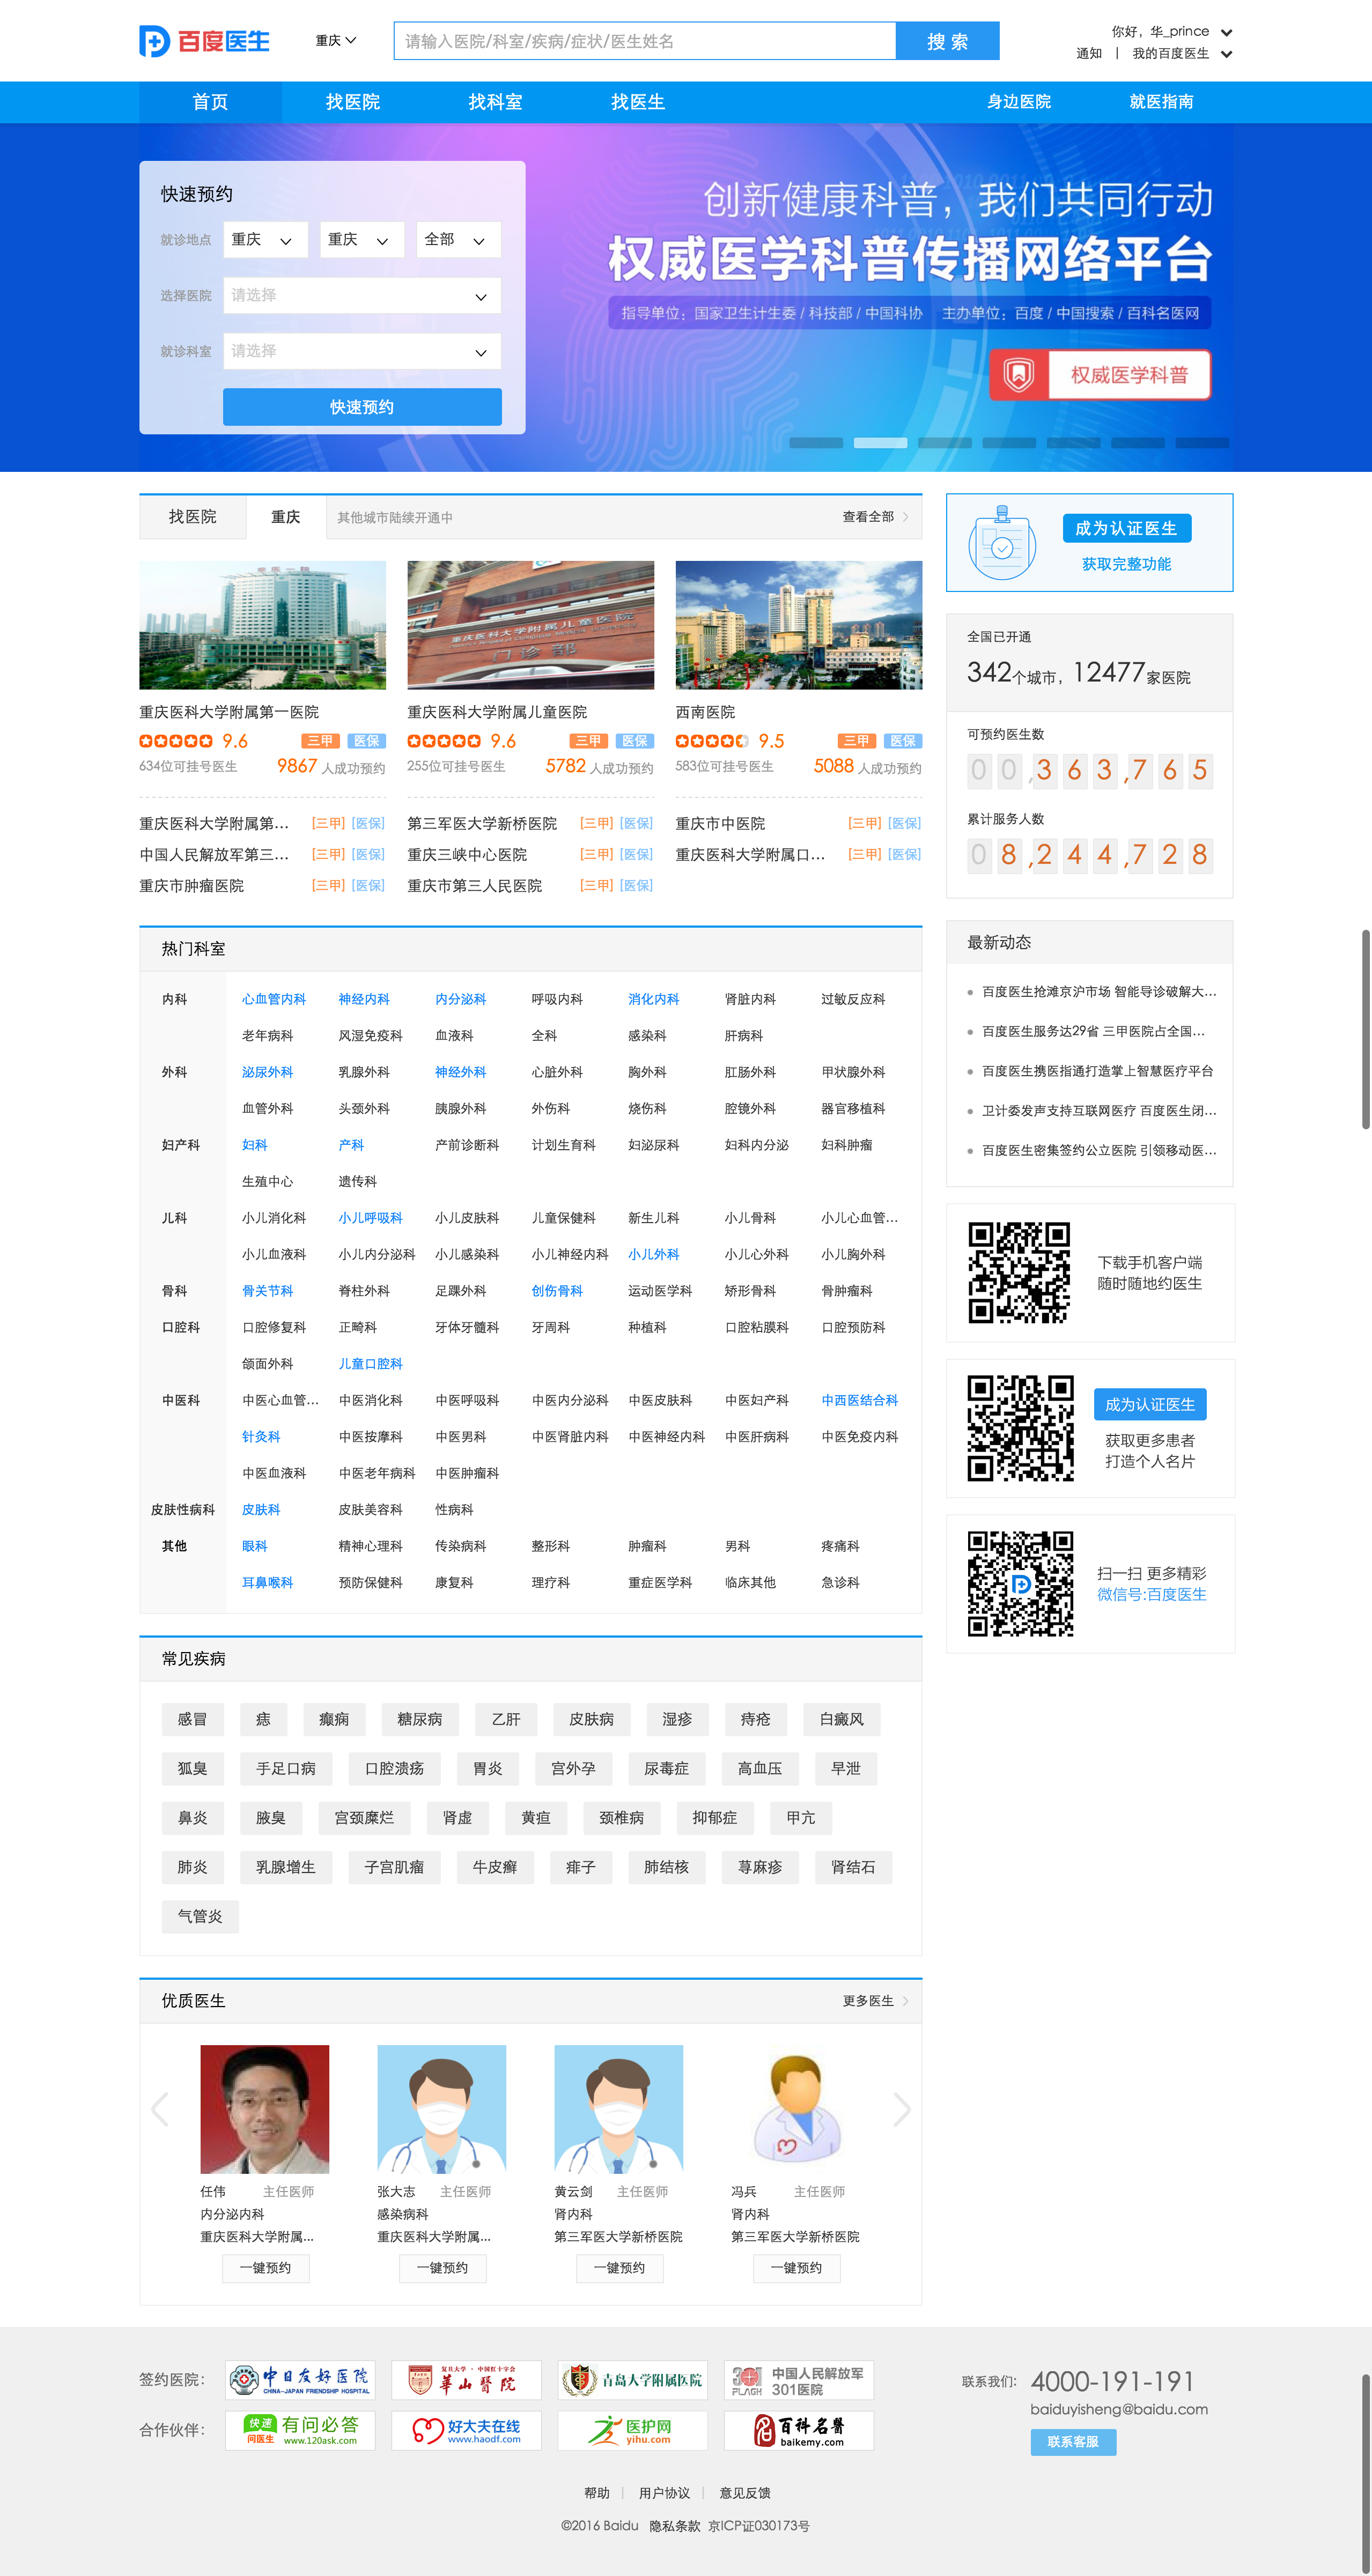 百度医生
重庆
请输入医院/科室/疾病/症状/医生姓名
搜 索
你好，华_prince
通知 | 我的百度医生
首页 找医院 找科室 找医生 身边医院 就医指南
快速预约
就诊地点 重庆 重庆 全部
选择医院 请选择
就诊科室 请选择
快速预约
创新健康科普，我们共同行动
权威医学科普传播网络平台
指导单位：国家卫生计生委 / 科技部 / 中国科协 主办单位：百度 / 中国搜索 / 百科名医网
权威医学科普
找医院 重庆 其他城市陆续开通中 查看全部
重庆医科大学附属儿童医院
门诊部
重庆医科大学附属第一医院 重庆医科大学附属儿童医院 西南医院
9.6 三甲 医保 9.6 三甲 医保 9.5 三甲 医保
634位可挂号医生 9867 人成功预约 255位可挂号医生 5782 人成功预约 583位可挂号医生 5088 人成功预约
重庆医科大学附属第... [三甲] [医保] 第三军医大学新桥医院 [三甲] [医保] 重庆市中医院 [三甲] [医保]
中国人民解放军第三... [三甲] [医保] 重庆三峡中心医院 [三甲] [医保] 重庆医科大学附属口... [三甲] [医保]
重庆市肿瘤医院 [三甲] [医保] 重庆市第三人民医院 [三甲] [医保]
热门科室
内科 心血管内科 神经内科 内分泌科 呼吸内科 消化内科 肾脏内科 过敏反应科
老年病科 风湿免疫科 血液科 全科 感染科 肝病科
外科 泌尿外科 乳腺外科 神经外科 心脏外科 胸外科 肛肠外科 甲状腺外科
血管外科 头颈外科 胰腺外科 外伤科 烧伤科 腔镜外科 器官移植科
妇产科 妇科 产科 产前诊断科 计划生育科 妇泌尿科 妇科内分泌 妇科肿瘤
生殖中心 遗传科
儿科 小儿消化科 小儿呼吸科 小儿皮肤科 儿童保健科 新生儿科 小儿骨科 小儿心血管...
小儿血液科 小儿内分泌科 小儿感染科 小儿神经内科 小儿外科 小儿心外科 小儿胸外科
骨科 骨关节科 脊柱外科 足踝外科 创伤骨科 运动医学科 矫形骨科 骨肿瘤科
口腔科 口腔修复科 正畸科 牙体牙髓科 牙周科 种植科 口腔粘膜科 口腔预防科
颌面外科 儿童口腔科
中医科 中医心血管... 中医消化科 中医呼吸科 中医内分泌科 中医皮肤科 中医妇产科 中西医结合科
针灸科 中医按摩科 中医男科 中医肾脏内科 中医神经内科 中医肝病科 中医免疫内科
中医血液科 中医老年病科 中医肿瘤科
皮肤性病科 皮肤科 皮肤美容科 性病科
其他 眼科 精神心理科 传染病科 整形科 肿瘤科 男科 疼痛科
耳鼻喉科 预防保健科 康复科 理疗科 重症医学科 临床其他 急诊科
常见疾病
感冒 痣 癫痫 糖尿病 乙肝 皮肤病 湿疹 痔疮 白癜风
狐臭 手足口病 口腔溃疡 胃炎 宫外孕 尿毒症 高血压 早泄
鼻炎 腋臭 宫颈糜烂 肾虚 黄疸 颈椎病 抑郁症 甲亢
肺炎 乳腺增生 子宫肌瘤 牛皮癣 痱子 肺结核 荨麻疹 肾结石
气管炎
优质医生 更多医生
任伟 主任医师 张大志 主任医师 黄云剑 主任医师 冯兵 主任医师
内分泌内科 感染病科 肾内科 肾内科
重庆医科大学附属... 重庆医科大学附属... 第三军医大学新桥医院 第三军医大学新桥医院
一键预约 一键预约 一键预约 一键预约
成为认证医生
获取完整功能
全国已开通
342个城市，12477家医院
可预约医生数
00,363,765
累计服务人数
08,244,728
最新动态
百度医生抢滩京沪市场 智能导诊破解大...
百度医生服务达29省 三甲医院占全国...
百度医生携医指通打造掌上智慧医疗平台
卫计委发声支持互联网医疗 百度医生闭...
百度医生密集签约公立医院 引领移动医...
下载手机客户端
随时随地约医生
成为认证医生
获取更多患者
打造个人名片
扫一扫 更多精彩
微信号:百度医生
签约医院： 中日友好医院 CHINA-JAPAN FRIENDSHIP HOSPITAL 复旦大学·中国红十字会 華山醫院 青岛大学附属医院 PLAGH 中国人民解放军 301医院
合作伙伴： 快速问医生 有问必答 www.120ask.com 好大夫在线 www.haodf.com 医护网 yihu.com 百科名醫 baikemy.com
联系我们: 4000-191-191
baiduyisheng@baidu.com
联系客服
帮助 | 用户协议 | 意见反馈
©2016 Baidu 隐私条款 京ICP证030173号